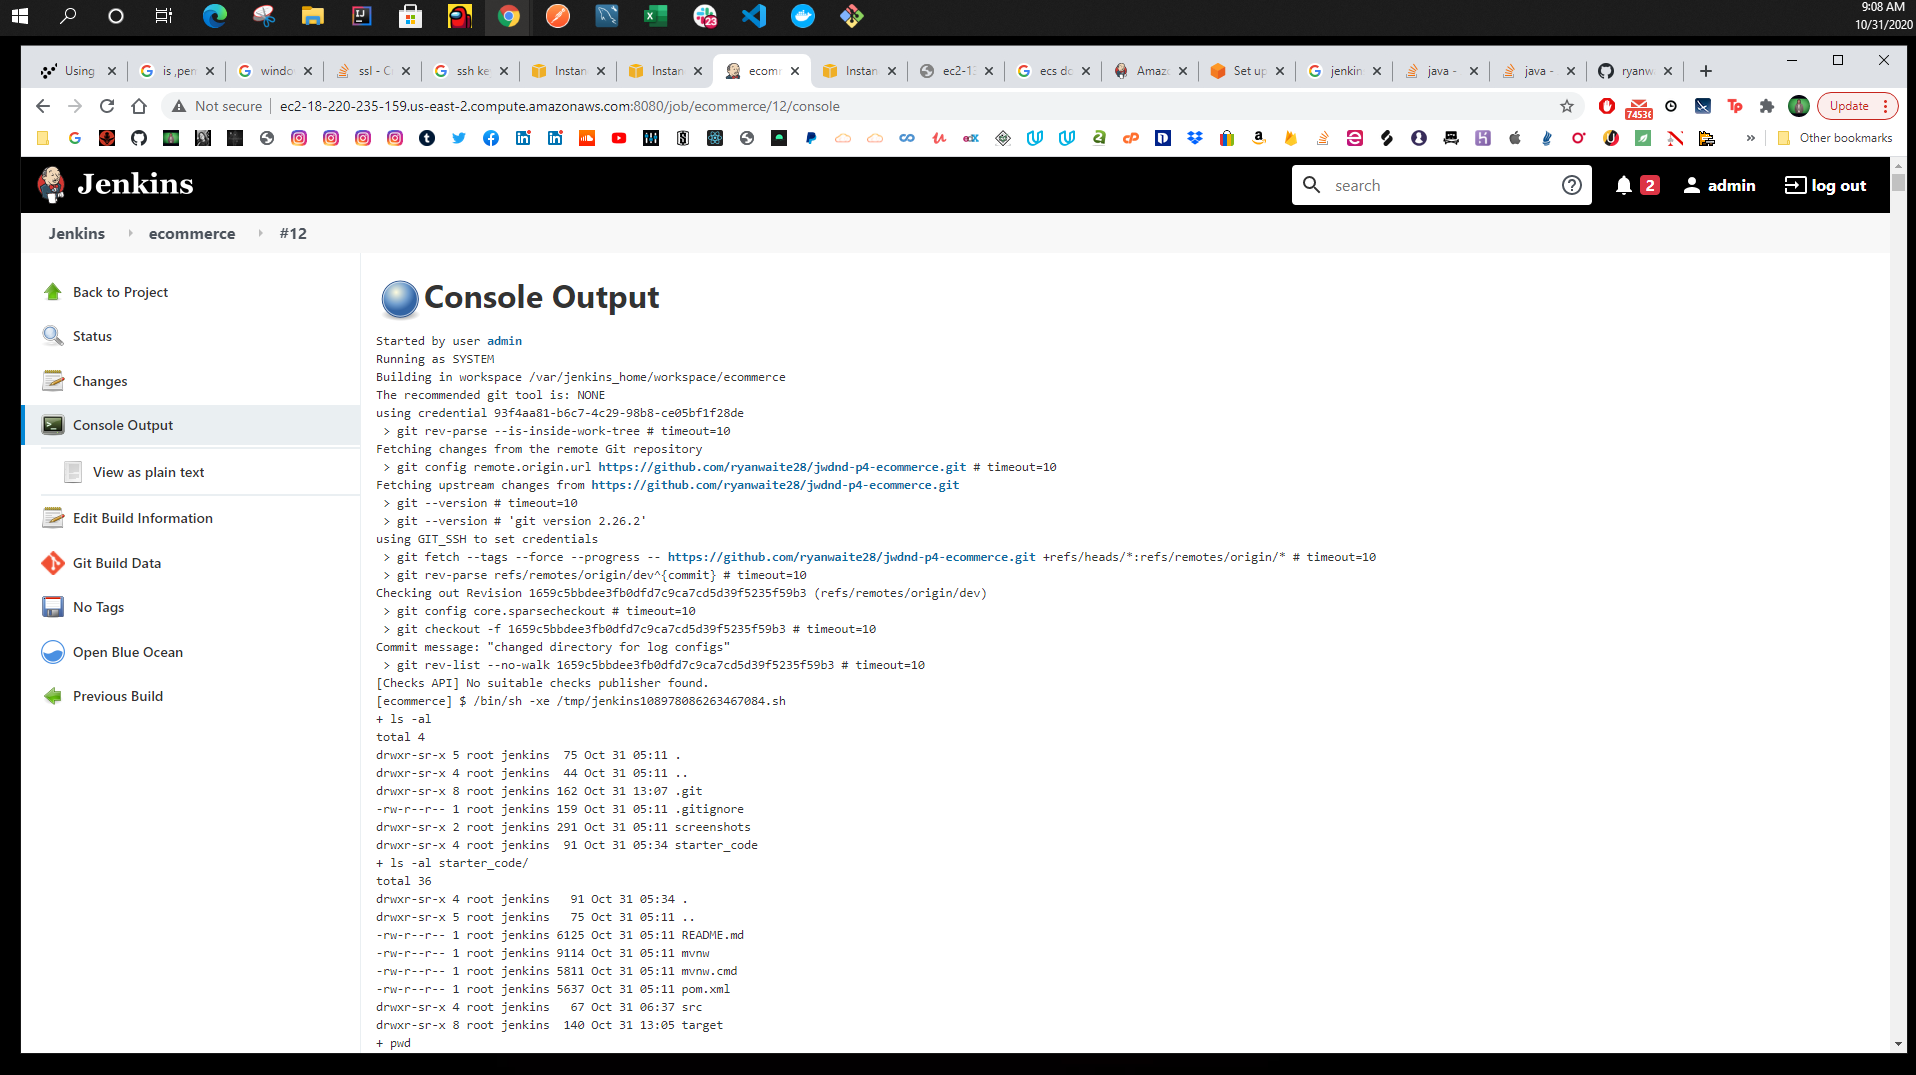 9:08 AM
10/31/2020
23
Using
is ,pen
windo
ssl - C
ssh ke
Instan
Instan
ecom
Instan
ec2-1
ecs do
Amaz
Set up
jenkin
java -
java -
ryanw
Not secure
ec2-18-220-235-159.us-east-2.compute.amazonaws.com:8080/job/ecommerce/12/console
74536
Tp
Update
Other bookmarks
Jenkins
search
2
admin
log out
Jenkins
ecommerce
#12
Back to Project
Status
Changes
Console Output
View as plain text
Edit Build Information
Git Build Data
No Tags
Open Blue Ocean
Previous Build
Console Output
Started by user admin
Running as SYSTEM
Building in workspace /var/jenkins_home/workspace/ecommerce
The recommended git tool is: NONE
using credential 93f4aa81-b6c7-4c29-98b8-ce05bf1f28de
> git rev-parse --is-inside-work-tree # timeout=10
Fetching changes from the remote Git repository
> git config remote.origin.url https://github.com/ryanwaite28/jwdnd-p4-ecommerce.git # timeout=10
Fetching upstream changes from https://github.com/ryanwaite28/jwdnd-p4-ecommerce.git
> git --version # timeout=10
> git --version # 'git version 2.26.2'
using GIT_SSH to set credentials
> git fetch --tags --force --progress -- https://github.com/ryanwaite28/jwdnd-p4-ecommerce.git +refs/heads/*:refs/remotes/origin/* # timeout=10
> git rev-parse refs/remotes/origin/dev^{commit} # timeout=10
Checking out Revision 1659c5bbdee3fb0dfd7c9ca7cd5d39f5235f59b3 (refs/remotes/origin/dev)
> git config core.sparsecheckout # timeout=10
> git checkout -f 1659c5bbdee3fb0dfd7c9ca7cd5d39f5235f59b3 # timeout=10
Commit message: "changed directory for log configs"
> git rev-list --no-walk 1659c5bbdee3fb0dfd7c9ca7cd5d39f5235f59b3 # timeout=10
[Checks API] No suitable checks publisher found.
[ecommerce] $ /bin/sh -xe /tmp/jenkins108978086263467084.sh
+ ls -al
total 4
drwxr-sr-x 5 root jenkins  75 Oct 31 05:11 .
drwxr-sr-x 4 root jenkins  44 Oct 31 05:11 ..
drwxr-sr-x 8 root jenkins 162 Oct 31 13:07 .git
-rw-r--r-- 1 root jenkins 159 Oct 31 05:11 .gitignore
drwxr-sr-x 2 root jenkins 291 Oct 31 05:11 screenshots
drwxr-sr-x 4 root jenkins  91 Oct 31 05:34 starter_code
+ ls -al starter_code/
total 36
drwxr-sr-x 4 root jenkins   91 Oct 31 05:34 .
drwxr-sr-x 5 root jenkins   75 Oct 31 05:11 ..
-rw-r--r-- 1 root jenkins 6125 Oct 31 05:11 README.md
-rw-r--r-- 1 root jenkins 9114 Oct 31 05:11 mvnw
-rw-r--r-- 1 root jenkins 5811 Oct 31 05:11 mvnw.cmd
-rw-r--r-- 1 root jenkins 5637 Oct 31 05:11 pom.xml
drwxr-sr-x 4 root jenkins   67 Oct 31 06:37 src
drwxr-sr-x 8 root jenkins  140 Oct 31 13:05 target
+ pwd